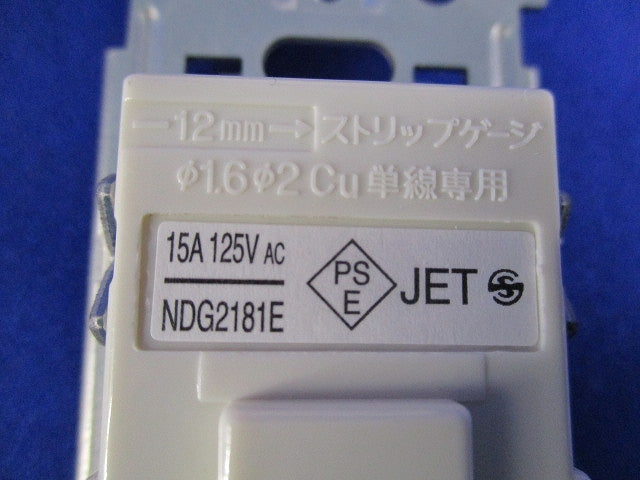 12mm ストリップゲージ
φ1.6 φ2 Cu 単線専用
15A 125V AC
NDG2181E
PS
E
JET